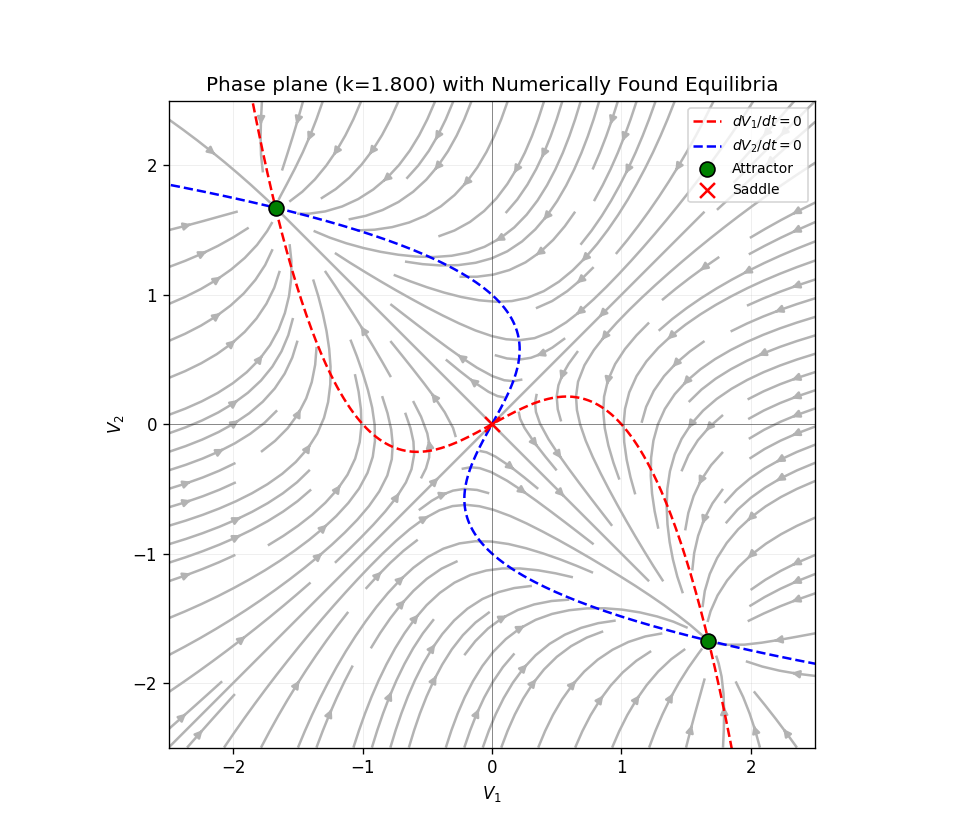 Phase plane (k=1.800) with Numerically Found Equilibria
dV₁/dt = 0
dV₂/dt = 0
Attractor
Saddle
V₂
2
1
0
−1
−2
−2 −1 0 1 2
V₁